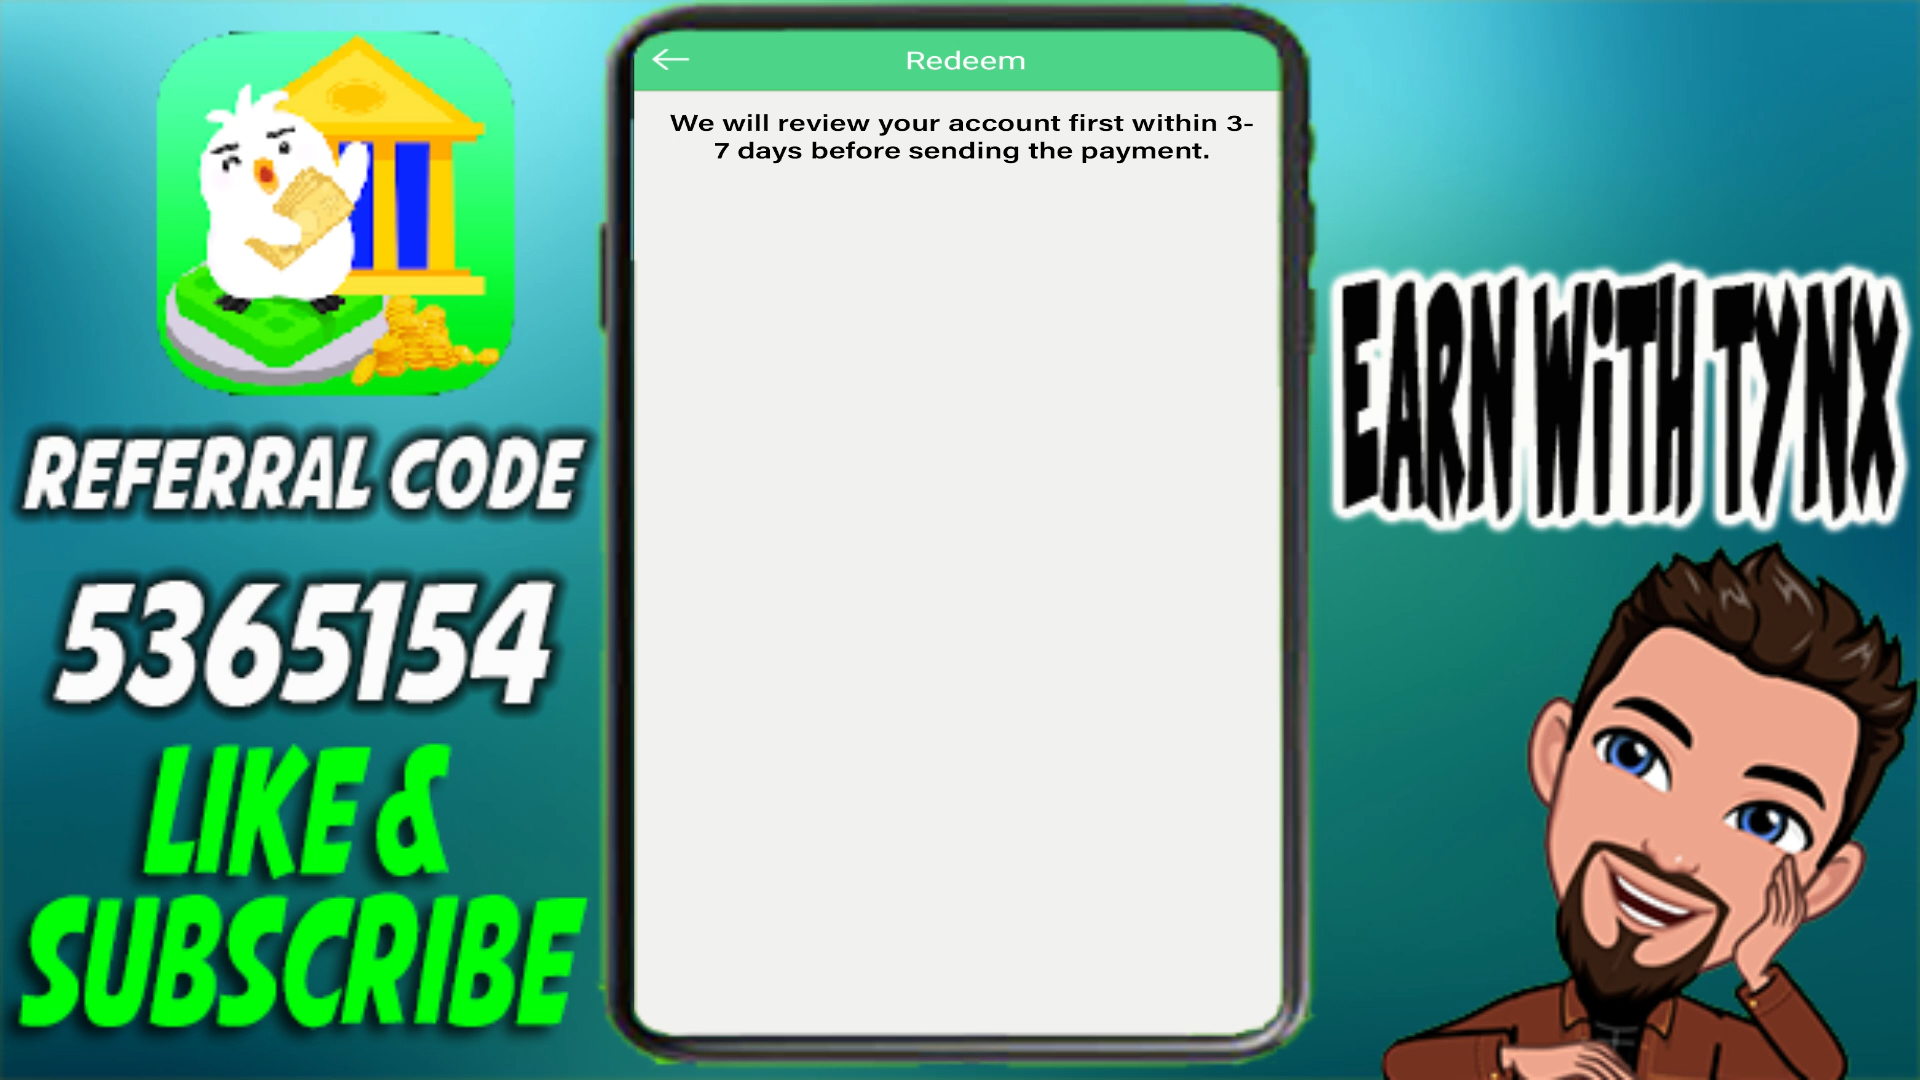 Redeem
We will review your account first within 3-
7 days before sending the payment.
REFERRAL CODE
5365154
LIKE &
SUBSCRIBE
EARN WiTH TYNX